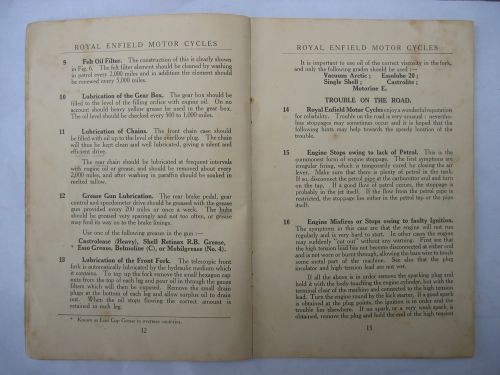 ROYAL ENFIELD MOTOR CYCLES
9 Felt Oil Filter. The construction of this is clearly shown
in Fig. 6. The felt filter element should be cleaned by washing
in petrol every 2,000 miles and in addition the element should
be renewed every 5,000 miles.
10 Lubrication of the Gear Box. The gear box should be
filled to the level of the filling orifice with engine oil. On no
account should heavy yellow grease be used in the gear box.
The oil level should be checked every 500 to 1,000 miles.
11 Lubrication of Chains. The front chain case should
be filled with oil up to the level of the overflow plug. The chain
will thus be kept clean and well lubricated, giving a silent and
efficient drive.
The rear chain should be lubricated at frequent intervals
with engine oil or grease, and should be removed about every
2,000 miles, and after washing in paraffin should be soaked in
melted tallow.
12 Grease Gun Lubrication. The rear brake pedal, gear
control and speedometer drive should be greased with the grease
gun provided every 200 miles or once a week. The hubs
should be greased very sparingly and not too often, or grease
may find its way on to the brake linings.
Use one of the following greases in the gun :—
Castrolease (Heavy), Shell Retinax R.B. Grease,
* Esso Grease, Belmoline (C), or Mobilgrease (No. 4).
13 Lubrication of the Front Fork. The telescopic front
fork is automatically lubricated by the hydraulic medium which
it contains. To top up the fork remove the small hexagon cap
nuts from the top of each leg and pour oil in through the gauze
filters which will then be exposed. Remove the small drain
plugs at the bottom of each leg and allow surplus oil to drain
out. When the oil stops flowing the correct amount is
retained in each leg.
* Known as Esso Cup Grease in overseas countries.
12
ROYAL ENFIELD MOTOR CYCLES
It is important to use oil of the correct viscosity in the fork,
and only the following grades should be used :—
Vacuum Arctic ; Essolube 20 ;
Single Shell ; Castrolite ;
Motorine E.
TROUBLE ON THE ROAD.
14 Royal Enfield Motor Cycles enjoy a wonderful reputation
for reliability. Trouble on the road is very unusual ; nevertheless
stoppages may sometimes occur and it is hoped that the
following hints may help towards the speedy location of the
trouble.
15 Engine Stops owing to lack of Petrol. This is the
commonest form of engine stoppage. The first symptoms are
irregular firing, which is temporarily cured by closing the air
lever. Make sure that there is plenty of petrol in the tank.
If so, disconnect the petrol pipe at the carburettor end and turn
on the tap. If a good flow of petrol occurs, the stoppage is
probably in the jet itself. If the flow from the petrol pipe is
restricted, the stoppage lies either in the petrol tap or the pipe
itself.
16 Engine Misfires or Stops owing to faulty Ignition.
The symptoms in this case are that the engine will not run
regularly and is very hard to start. In other cases the engine
may suddenly "cut out" without any warning. First see that
the high tension lead has not become disconnected at either end
and is not worn or burnt through, allowing the bare wire to touch
some metal part of the machine. See also that the plug
insulator and high tension lead are not wet.
If all the above is in order remove the sparking plug and
hold it with the body touching the engine cylinder, but with the
terminal clear of the machine and connected to the high tension
lead. Turn the engine round by the kick starter. If a good spark
is obtained at the plug points, the ignition is in order and the
trouble lies elsewhere. If no spark, or a very weak spark, is
obtained, remove the plug and hold the end of the high tension
13